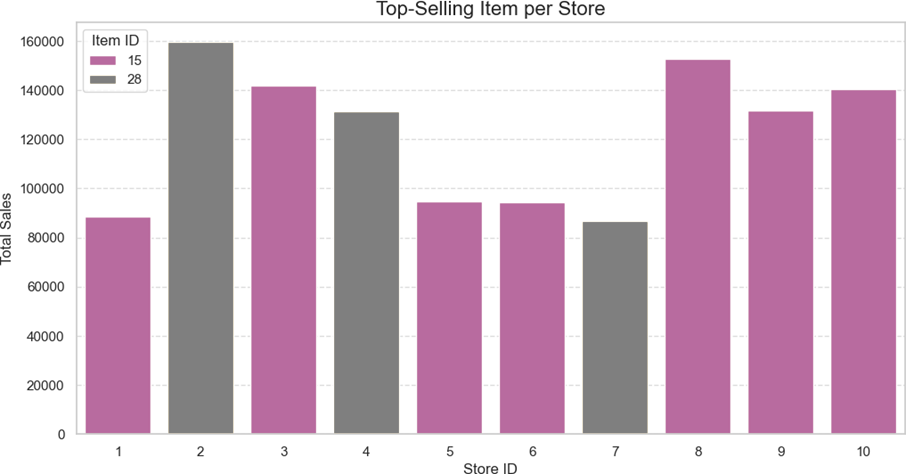 Top-Selling Item per Store
Item ID
15
28
160000
140000
120000
100000
80000
60000
40000
20000
0
Total Sales
1 2 3 4 5 6 7 8 9 10
Store ID